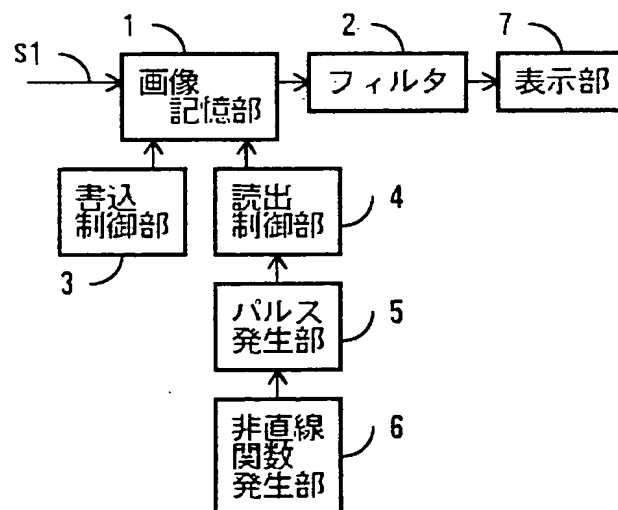 1
2
7
S1
画像
記憶部
フィルタ
表示部
書込
制御部
読出
制御部
4
3
パルス
発生部
5
非直線
関数
発生部
6